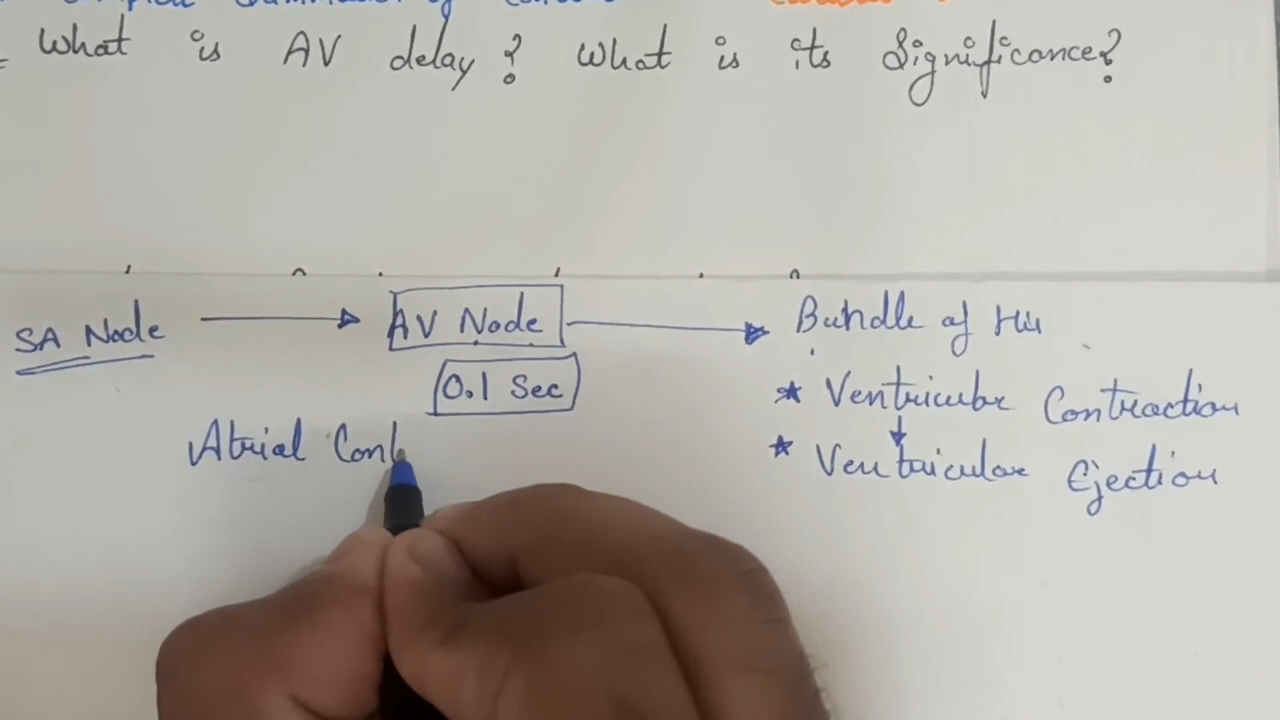 What is AV delay? What is its Significance?
SA Node
AV Node
Bundle of His
0.1 Sec
* Ventricular Contraction
Atrial Cont
* Ventricular Ejection